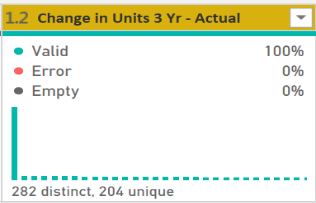 1.2 Change in Units 3 Yr - Actual
Valid 100%
Error 0%
Empty 0%
282 distinct, 204 unique